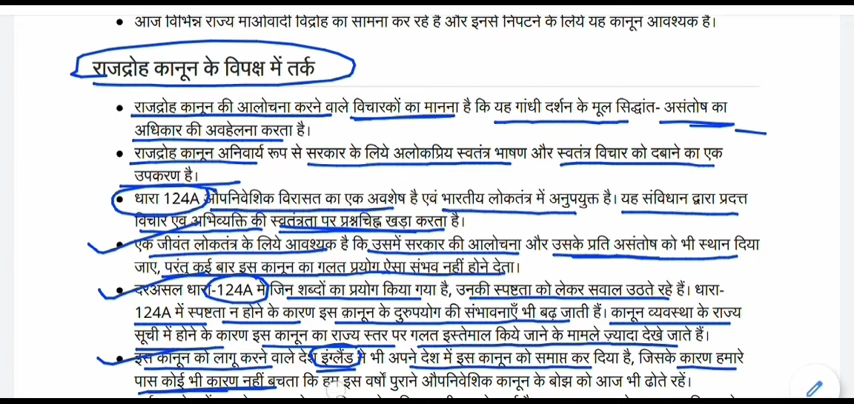 आज विभिन्न राज्य माओवादी विद्रोह का सामना कर रहे हैं और इनसे निपटने के लिये यह कानून आवश्यक है।
राजद्रोह कानून के विपक्ष में तर्क
राजद्रोह कानून की आलोचना करने वाले विचारकों का मानना है कि यह गांधी दर्शन के मूल सिद्धांत- असंतोष का
अधिकार की अवहेलना करता है।
राजद्रोह कानून अनिवार्य रूप से सरकार के लिये अलोकप्रिय स्वतंत्र भाषण और स्वतंत्र विचार को दबाने का एक
उपकरण है।
धारा 124A औपनिवेशिक विरासत का एक अवशेष है एवं भारतीय लोकतंत्र में अनुपयुक्त है। यह संविधान द्वारा प्रदत्त
विचार एवं अभिव्यक्ति की स्वतंत्रता पर प्रश्नचिह्न खड़ा करता है।
एक जीवंत लोकतंत्र के लिये आवश्यक है कि उसमें सरकार की आलोचना और उसके प्रति असंतोष को भी स्थान दिया
जाए, परंतु कई बार इस कानून का गलत प्रयोग ऐसा संभव नहीं होने देता।
दरअसल धारा-124A में जिन शब्दों का प्रयोग किया गया है, उनकी स्पष्टता को लेकर सवाल उठते रहे हैं। धारा-
124A में स्पष्टता न होने के कारण इस कानून के दुरुपयोग की संभावनाएँ भी बढ़ जाती हैं। कानून व्यवस्था के राज्य
सूची में होने के कारण इस कानून का राज्य स्तर पर गलत इस्तेमाल किये जाने के मामले ज़्यादा देखे जाते हैं।
इस कानून को लागू करने वाले देश इंग्लैंड ने भी अपने देश में इस कानून को समाप्त कर दिया है, जिसके कारण हमारे
पास कोई भी कारण नहीं बचता कि हम इस वर्षों पुराने औपनिवेशिक कानून के बोझ को आज भी ढोते रहें।